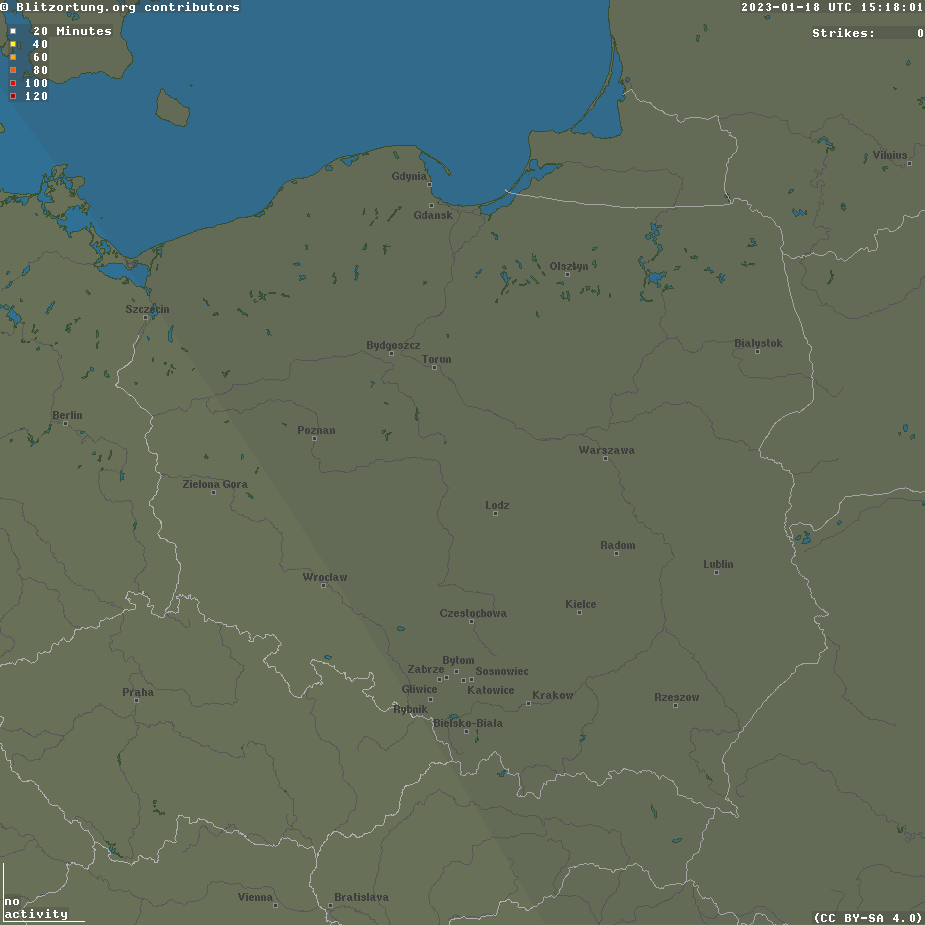 © Blitzortung.org contributors
2023-01-18 UTC 15:18:01
20 Minutes
Strikes: 0
40
60
80
100
120
Vilnius
Gdynia
Gdansk
Olsztyn
Szczecin
Bydgoszcz
Bialystok
Torun
Berlin
Poznan
Warszawa
Zielona Gora
Lodz
Radom
Lublin
Wroclaw
Kielce
Czestochowa
Bytom
Zabrze
Sosnowiec
Gliwice
Katowice
Praha
Krakow
Rzeszow
Rybnik
Bielsko-Biala
Vienna
Bratislava
no
activity
(CC BY-SA 4.0)